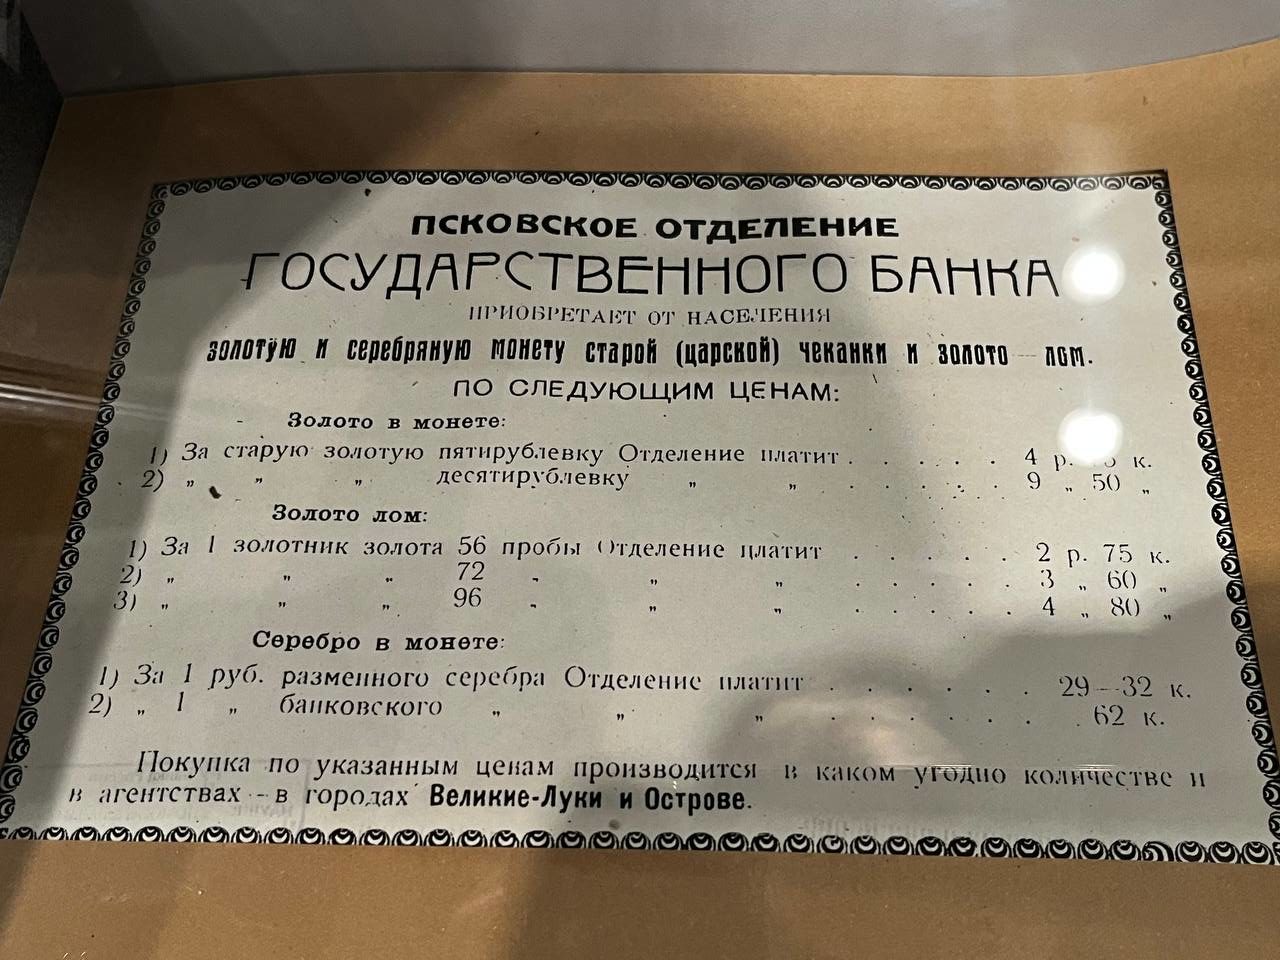 ПСКОВСКОЕ ОТДЕЛЕНИЕ
ГОСУДАРСТВЕННОГО БАНКА
ПРИОБРЕТАЕТ ОТ НАСЕЛЕНИЯ
золотую и серебряную монету старой (царской) чеканки и золото — лом.
ПО СЛЕДУЮЩИМ ЦЕНАМ:
Золото в монете:
1) За старую золотую пятирублевку Отделение платит . . . . . 4 р. к.
2) „ „ „ десятирублевку „ „ . . . . . 9 „ 50 „
Золото лом:
1) За 1 золотник золота 56 пробы Отделение платит . . . . . 2 р. 75 к.
2) „ „ „ 72 „ „ „ . . . . . . 3 „ 60 „
3) „ „ „ 96 „ „ „ . . . . . . 4 „ 80 „
Серебро в монете:
1) За 1 руб. разменного серебра Отделение платит . . . . . . 29—32 к.
2) „ 1 „ банковского „ „ „ . . . . . . 62 к.
Покупка по указанным ценам производится в каком угодно количестве и
в агентствах - в городах Великие-Луки и Острове.